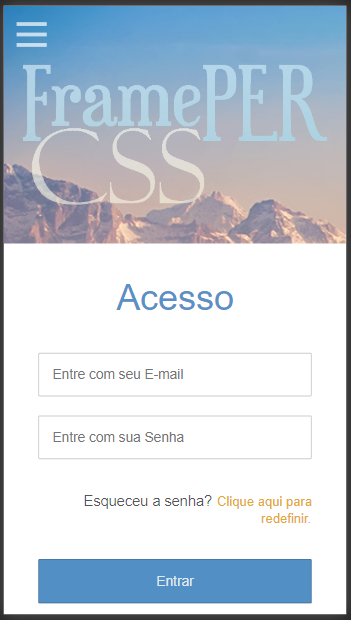 FramePER
CSS
Acesso
Entre com seu E-mail
Entre com sua Senha
Esqueceu a senha? Clique aqui para
redefinir.
Entrar